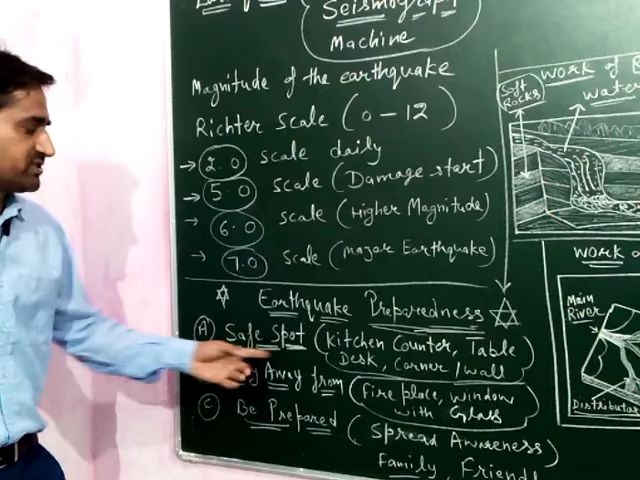 Seismograph
Machine
Magnitude of the earthquake
Richter Scale (0 - 12)
→ 2.0 scale daily
→ 5.0 scale (Damage start)
→ 6.0 scale (Higher Magnitude)
→ 7.0 scale (major Earthquake)
Earthquake Preparedness
(A) Safe Spot (Kitchen Counter, Table
Desk, Corner/wall)
Away from (Fire place, window
with Glass
(C) Be Prepared (Spread Awareness)
Family, Friend
Work of
Soft
Rocks
water
Work of
Main
River
Distributar